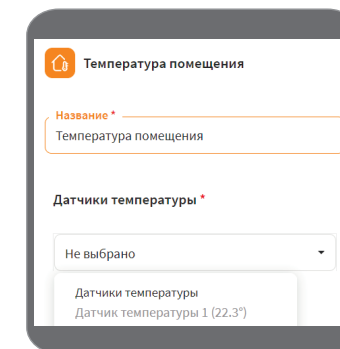 Температура помещения
Название *
Температура помещения
Датчики температуры *
Не выбрано
Датчики температуры
Датчик температуры 1 (22.3°)